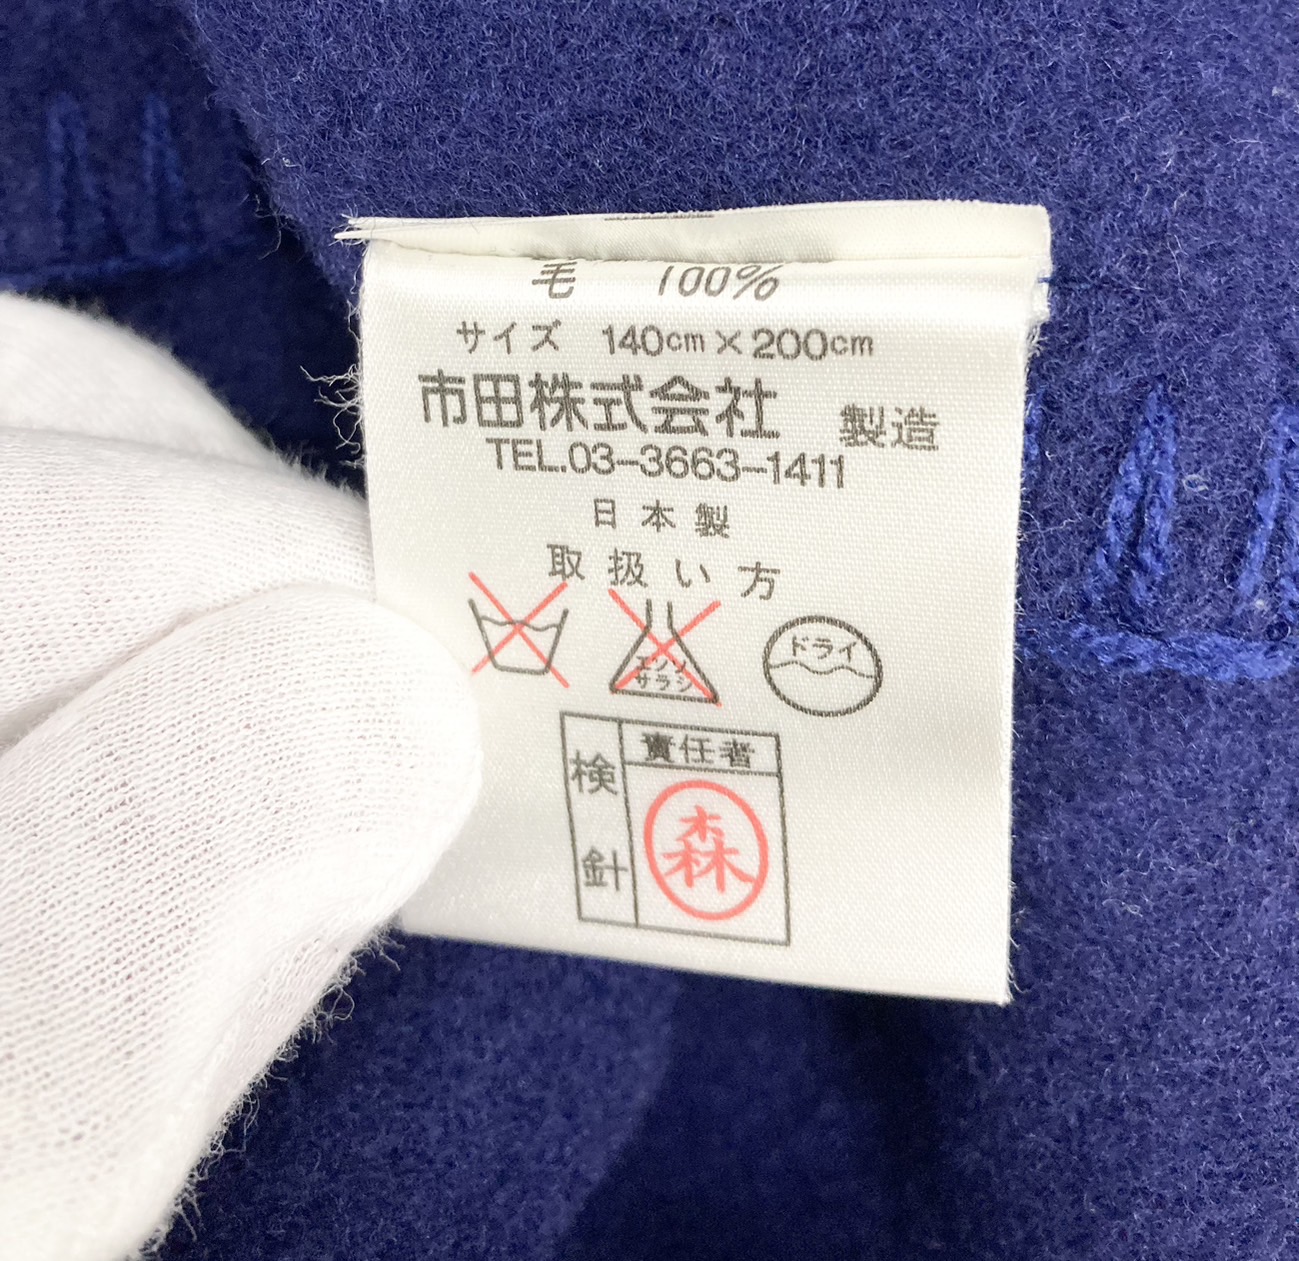 毛 100%
サイズ 140cm×200cm
市田株式会社 製造
TEL.03-3663-1411
日本製
取扱い方
エンソ
サラシ
ドライ
検針
責任者
森